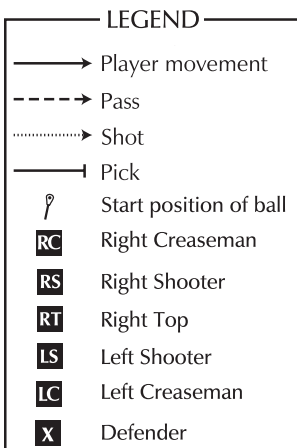 LEGEND
Player movement
Pass
Shot
Pick
Start position of ball
RC Right Creaseman
RS Right Shooter
RT Right Top
LS Left Shooter
LC Left Creaseman
X Defender